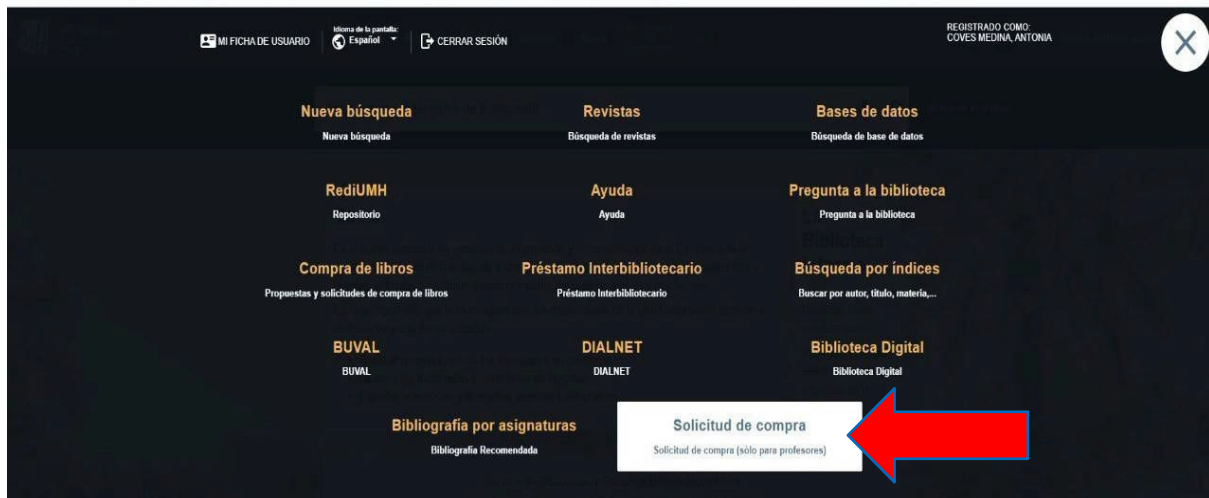 MI FICHA DE USUARIO
Idioma de la pantalla:
Español
CERRAR SESIÓN
REGISTRADO COMO:
COVES MEDINA, ANTONIA
Nueva búsqueda
Nueva búsqueda
Revistas
Búsqueda de revistas
Bases de datos
Búsqueda de base de datos
RediUMH
Repositorio
Ayuda
Ayuda
Pregunta a la biblioteca
Pregunta a la biblioteca
Compra de libros
Propuestas y solicitudes de compra de libros
Préstamo Interbibliotecario
Préstamo Interbibliotecario
Búsqueda por índices
Buscar por autor, título, materia,...
BUVAL
BUVAL
DIALNET
DIALNET
Biblioteca Digital
Biblioteca Digital
Bibliografía por asignaturas
Bibliografía Recomendada
Solicitud de compra
Solicitud de compra (sólo para profesores)